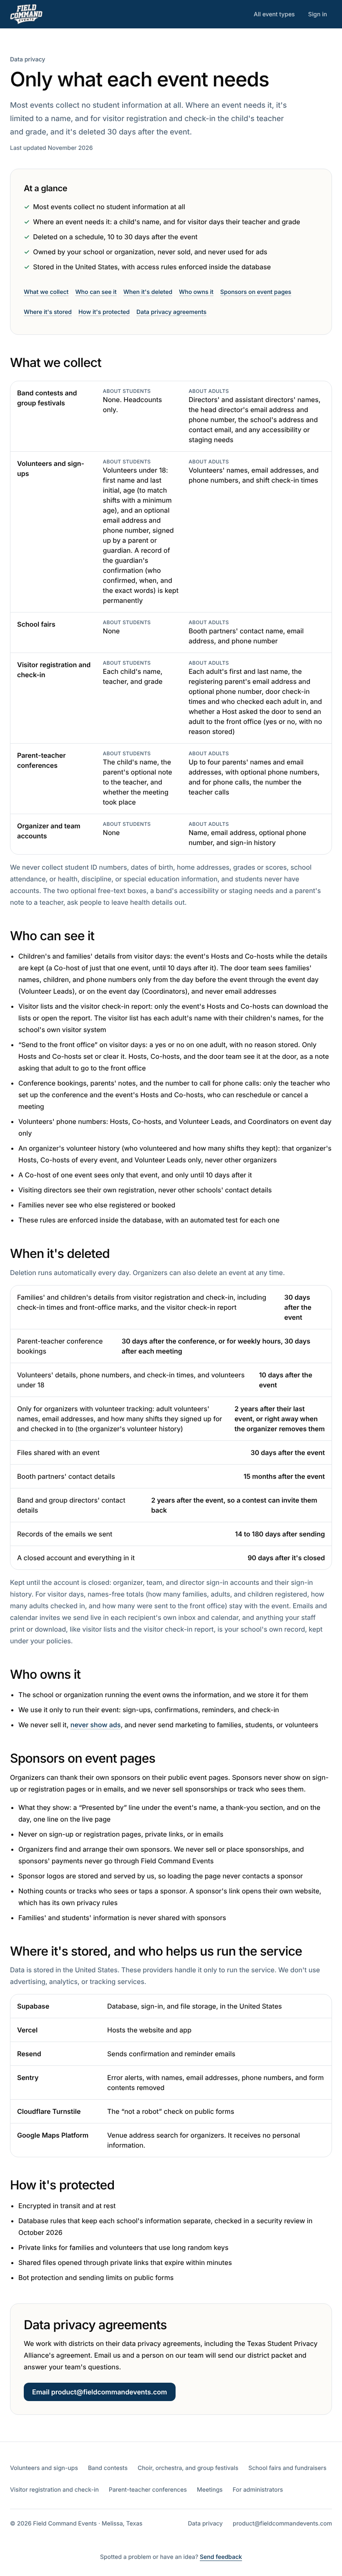 FIELD
COMMAND
EVENTS
All event types
Sign in
Data privacy
Only what each event needs
Most events collect no student information at all. Where an event needs it, it's
limited to a name, and for visitor registration and check-in the child's teacher
and grade, and it's deleted 30 days after the event.
Last updated November 2026
At a glance
Most events collect no student information at all
Where an event needs it: a child's name, and for visitor days their teacher and grade
Deleted on a schedule, 10 to 30 days after the event
Owned by your school or organization, never sold, and never used for ads
Stored in the United States, with access rules enforced inside the database
What we collect Who can see it When it's deleted Who owns it Sponsors on event pages
Where it's stored How it's protected Data privacy agreements
What we collect
Band contests and
group festivals
ABOUT STUDENTS
None. Headcounts
only.
ABOUT ADULTS
Directors' and assistant directors' names,
the head director's email address and
phone number, the school's address and
contact email, and any accessibility or
staging needs
Volunteers and sign-
ups
ABOUT STUDENTS
Volunteers under 18:
first name and last
initial, age (to match
shifts with a minimum
age), and an optional
email address and
phone number, signed
up by a parent or
guardian. A record of
the guardian's
confirmation (who
confirmed, when, and
the exact words) is kept
permanently
ABOUT ADULTS
Volunteers' names, email addresses, and
phone numbers, and shift check-in times
School fairs
ABOUT STUDENTS
None
ABOUT ADULTS
Booth partners' contact name, email
address, and phone number
Visitor registration and
check-in
ABOUT STUDENTS
Each child's name,
teacher, and grade
ABOUT ADULTS
Each adult's first and last name, the
registering parent's email address and
optional phone number, door check-in
times and who checked each adult in, and
whether a Host asked the door to send an
adult to the front office (yes or no, with no
reason stored)
Parent-teacher
conferences
ABOUT STUDENTS
The child's name, the
parent's optional note
to the teacher, and
whether the meeting
took place
ABOUT ADULTS
Up to four parents' names and email
addresses, with optional phone numbers,
and for phone calls, the number the
teacher calls
Organizer and team
accounts
ABOUT STUDENTS
None
ABOUT ADULTS
Name, email address, optional phone
number, and sign-in history
We never collect student ID numbers, dates of birth, home addresses, grades or scores, school
attendance, or health, discipline, or special education information, and students never have
accounts. The two optional free-text boxes, a band's accessibility or staging needs and a parent's
note to a teacher, ask people to leave health details out.
Who can see it
Children's and families' details from visitor days: the event's Hosts and Co-hosts while the details
are kept (a Co-host of just that one event, until 10 days after it). The door team sees families'
names, children, and phone numbers only from the day before the event through the event day
(Volunteer Leads), or on the event day (Coordinators), and never email addresses
Visitor lists and the visitor check-in report: only the event's Hosts and Co-hosts can download the
lists or open the report. The visitor list has each adult's name with their children's names, for the
school's own visitor system
“Send to the front office” on visitor days: a yes or no on one adult, with no reason stored. Only
Hosts and Co-hosts set or clear it. Hosts, Co-hosts, and the door team see it at the door, as a note
asking that adult to go to the front office
Conference bookings, parents' notes, and the number to call for phone calls: only the teacher who
set up the conference and the event's Hosts and Co-hosts, who can reschedule or cancel a
meeting
Volunteers' phone numbers: Hosts, Co-hosts, and Volunteer Leads, and Coordinators on event day
only
An organizer's volunteer history (who volunteered and how many shifts they kept): that organizer's
Hosts, Co-hosts of every event, and Volunteer Leads only, never other organizers
A Co-host of one event sees only that event, and only until 10 days after it
Visiting directors see their own registration, never other schools' contact details
Families never see who else registered or booked
These rules are enforced inside the database, with an automated test for each one
When it's deleted
Deletion runs automatically every day. Organizers can also delete an event at any time.
Families' and children's details from visitor registration and check-in, including
check-in times and front-office marks, and the visitor check-in report
30 days
after the
event
Parent-teacher conference
bookings
30 days after the conference, or for weekly hours, 30 days
after each meeting
Volunteers' details, phone numbers, and check-in times, and volunteers
under 18
10 days after the
event
Only for organizers with volunteer tracking: adult volunteers'
names, email addresses, and how many shifts they signed up for
and checked in to (the organizer's volunteer history)
2 years after their last
event, or right away when
the organizer removes them
Files shared with an event
30 days after the event
Booth partners' contact details
15 months after the event
Band and group directors' contact
details
2 years after the event, so a contest can invite them
back
Records of the emails we sent
14 to 180 days after sending
A closed account and everything in it
90 days after it's closed
Kept until the account is closed: organizer, team, and director sign-in accounts and their sign-in
history. For visitor days, names-free totals (how many families, adults, and children registered, how
many adults checked in, and how many were sent to the front office) stay with the event. Emails and
calendar invites we send live in each recipient's own inbox and calendar, and anything your staff
print or download, like visitor lists and the visitor check-in report, is your school's own record, kept
under your policies.
Who owns it
The school or organization running the event owns the information, and we store it for them
We use it only to run their event: sign-ups, confirmations, reminders, and check-in
We never sell it, never show ads, and never send marketing to families, students, or volunteers
Sponsors on event pages
Organizers can thank their own sponsors on their public event pages. Sponsors never show on sign-
up or registration pages or in emails, and we never sell sponsorships or track who sees them.
What they show: a “Presented by” line under the event's name, a thank-you section, and on the
day, one line on the live page
Never on sign-up or registration pages, private links, or in emails
Organizers find and arrange their own sponsors. We never sell or place sponsorships, and
sponsors' payments never go through Field Command Events
Sponsor logos are stored and served by us, so loading the page never contacts a sponsor
Nothing counts or tracks who sees or taps a sponsor. A sponsor's link opens their own website,
which has its own privacy rules
Families' and students' information is never shared with sponsors
Where it's stored, and who helps us run the service
Data is stored in the United States. These providers handle it only to run the service. We don't use
advertising, analytics, or tracking services.
Supabase
Database, sign-in, and file storage, in the United States
Vercel
Hosts the website and app
Resend
Sends confirmation and reminder emails
Sentry
Error alerts, with names, email addresses, phone numbers, and form
contents removed
Cloudflare Turnstile
The “not a robot” check on public forms
Google Maps Platform
Venue address search for organizers. It receives no personal
information.
How it's protected
Encrypted in transit and at rest
Database rules that keep each school's information separate, checked in a security review in
October 2026
Private links for families and volunteers that use long random keys
Shared files opened through private links that expire within minutes
Bot protection and sending limits on public forms
Data privacy agreements
We work with districts on their data privacy agreements, including the Texas Student Privacy
Alliance's agreement. Email us and a person on our team will send our district packet and
answer your team's questions.
Email product@fieldcommandevents.com
Volunteers and sign-ups Band contests Choir, orchestra, and group festivals School fairs and fundraisers
Visitor registration and check-in Parent-teacher conferences Meetings For administrators
© 2026 Field Command Events · Melissa, Texas
Data privacy product@fieldcommandevents.com
Spotted a problem or have an idea? Send feedback